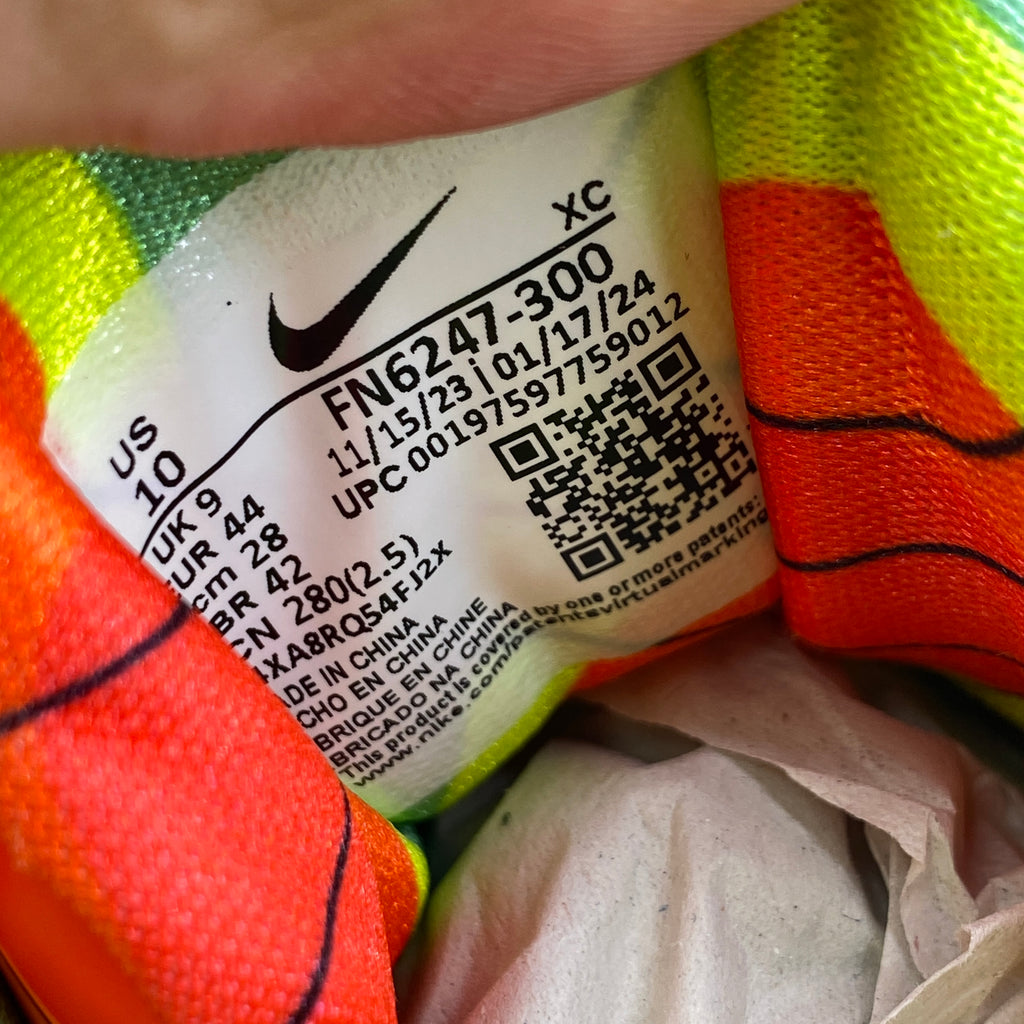 XC
FN6247-300
11/15/23 | 01/17/24
UPC 00197597759012
US
10
UK 9
EUR 44
cm 28
BR 42
CN 280(2.5)
XA8RQ54FJ2X
MADE IN CHINA
HECHO EN CHINA
FABRIQUE EN CHINE
FABRICADO NA CHINA
This product is covered by one or more patents:
www.nike.com/patentsvirtualmarking